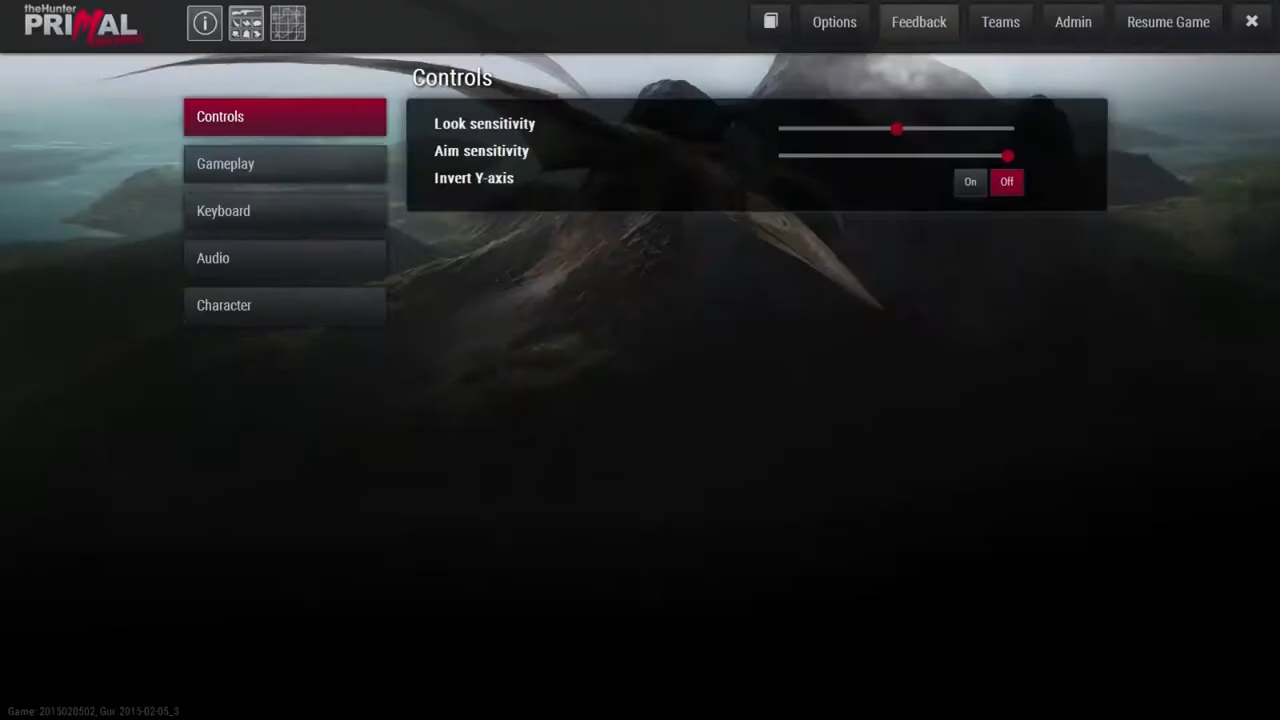 theHunter
PRIMAL
Options
Feedback
Teams
Admin
Resume Game
Controls
Controls
Look sensitivity
Aim sensitivity
Invert Y-axis
On
Off
Gameplay
Keyboard
Audio
Character
Game: 2015020502, Gui: 2015-02-05_3